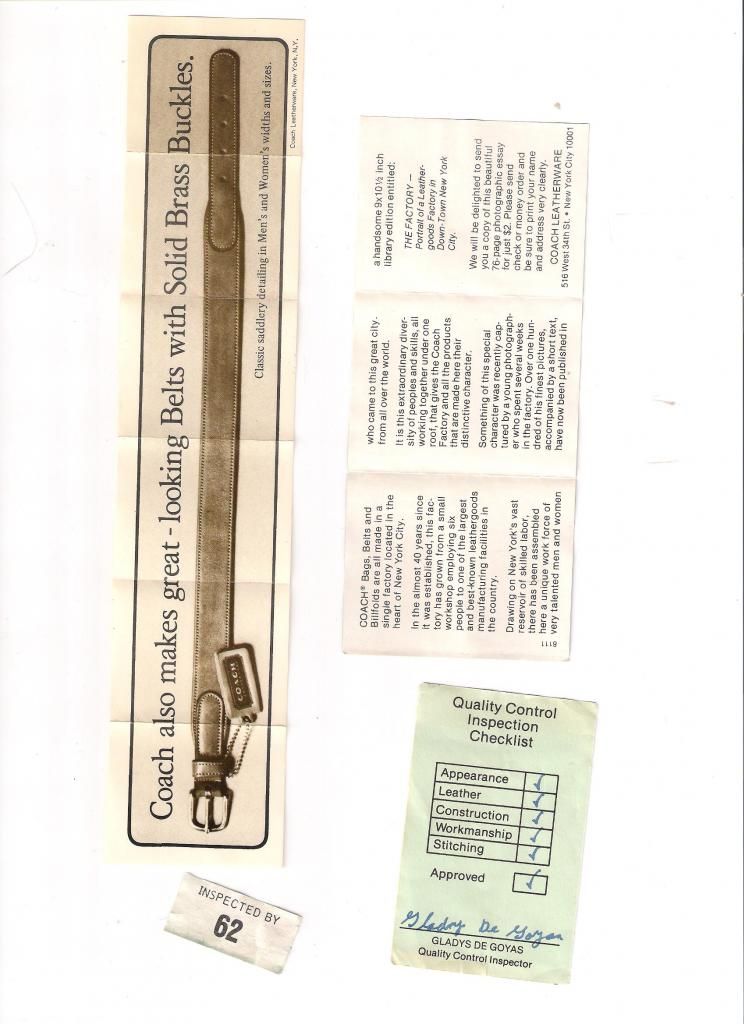 Coach also makes great-looking Belts with Solid Brass Buckles.
COACH
Classic saddlery detailing in Men's and Women's widths and sizes.
Coach Leatherware, New York, N.Y.
COACH® Bags, Belts and
Billfolds are all made in a
single factory located in the
heart of New York City.
In the almost 40 years since
it was established, this fac-
tory has grown from a small
workshop employing six
people to one of the largest
and best-known leathergoods
manufacturing facilities in
the country.
Drawing on New York's vast
reservoir of skilled labor,
there has been assembled
here a unique work force of
very talented men and women
6111
who came to this great city-
from all over the world.
It is this extraordinary diver-
sity of peoples and skills, all
working together under one
roof, that gives the Coach
Factory and all the products
that are made here their
distinctive character.
Something of this special
character was recently cap-
tured by a young photograph-
er who spent several weeks
in the factory. Over one hun-
dred of his finest pictures,
accompanied by a short text,
have now been published in
a handsome 9x10½ inch
library edition entitled:
THE FACTORY —
Portrait of a Leather-
goods Factory in
Down-Town New York
City.
We will be delighted to send
you a copy of this beautiful
76-page photographic essay
for just $2. Please send
check or money order and
be sure to print your name
and address very clearly.
COACH LEATHERWARE
516 West 34th St. • New York City 10001
Quality Control
Inspection
Checklist
Appearance ✓
Leather ✓
Construction ✓
Workmanship ✓
Stitching ✓
Approved ✓
Gladys De Goyas
GLADYS DE GOYAS
Quality Control Inspector
INSPECTED BY
62